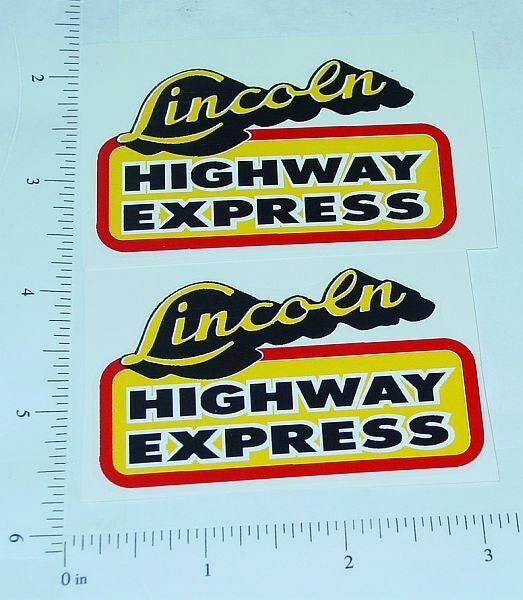 Lincoln
HIGHWAY
EXPRESS
Lincoln
HIGHWAY
EXPRESS
2
3
4
5
6
0 in
1
2
3